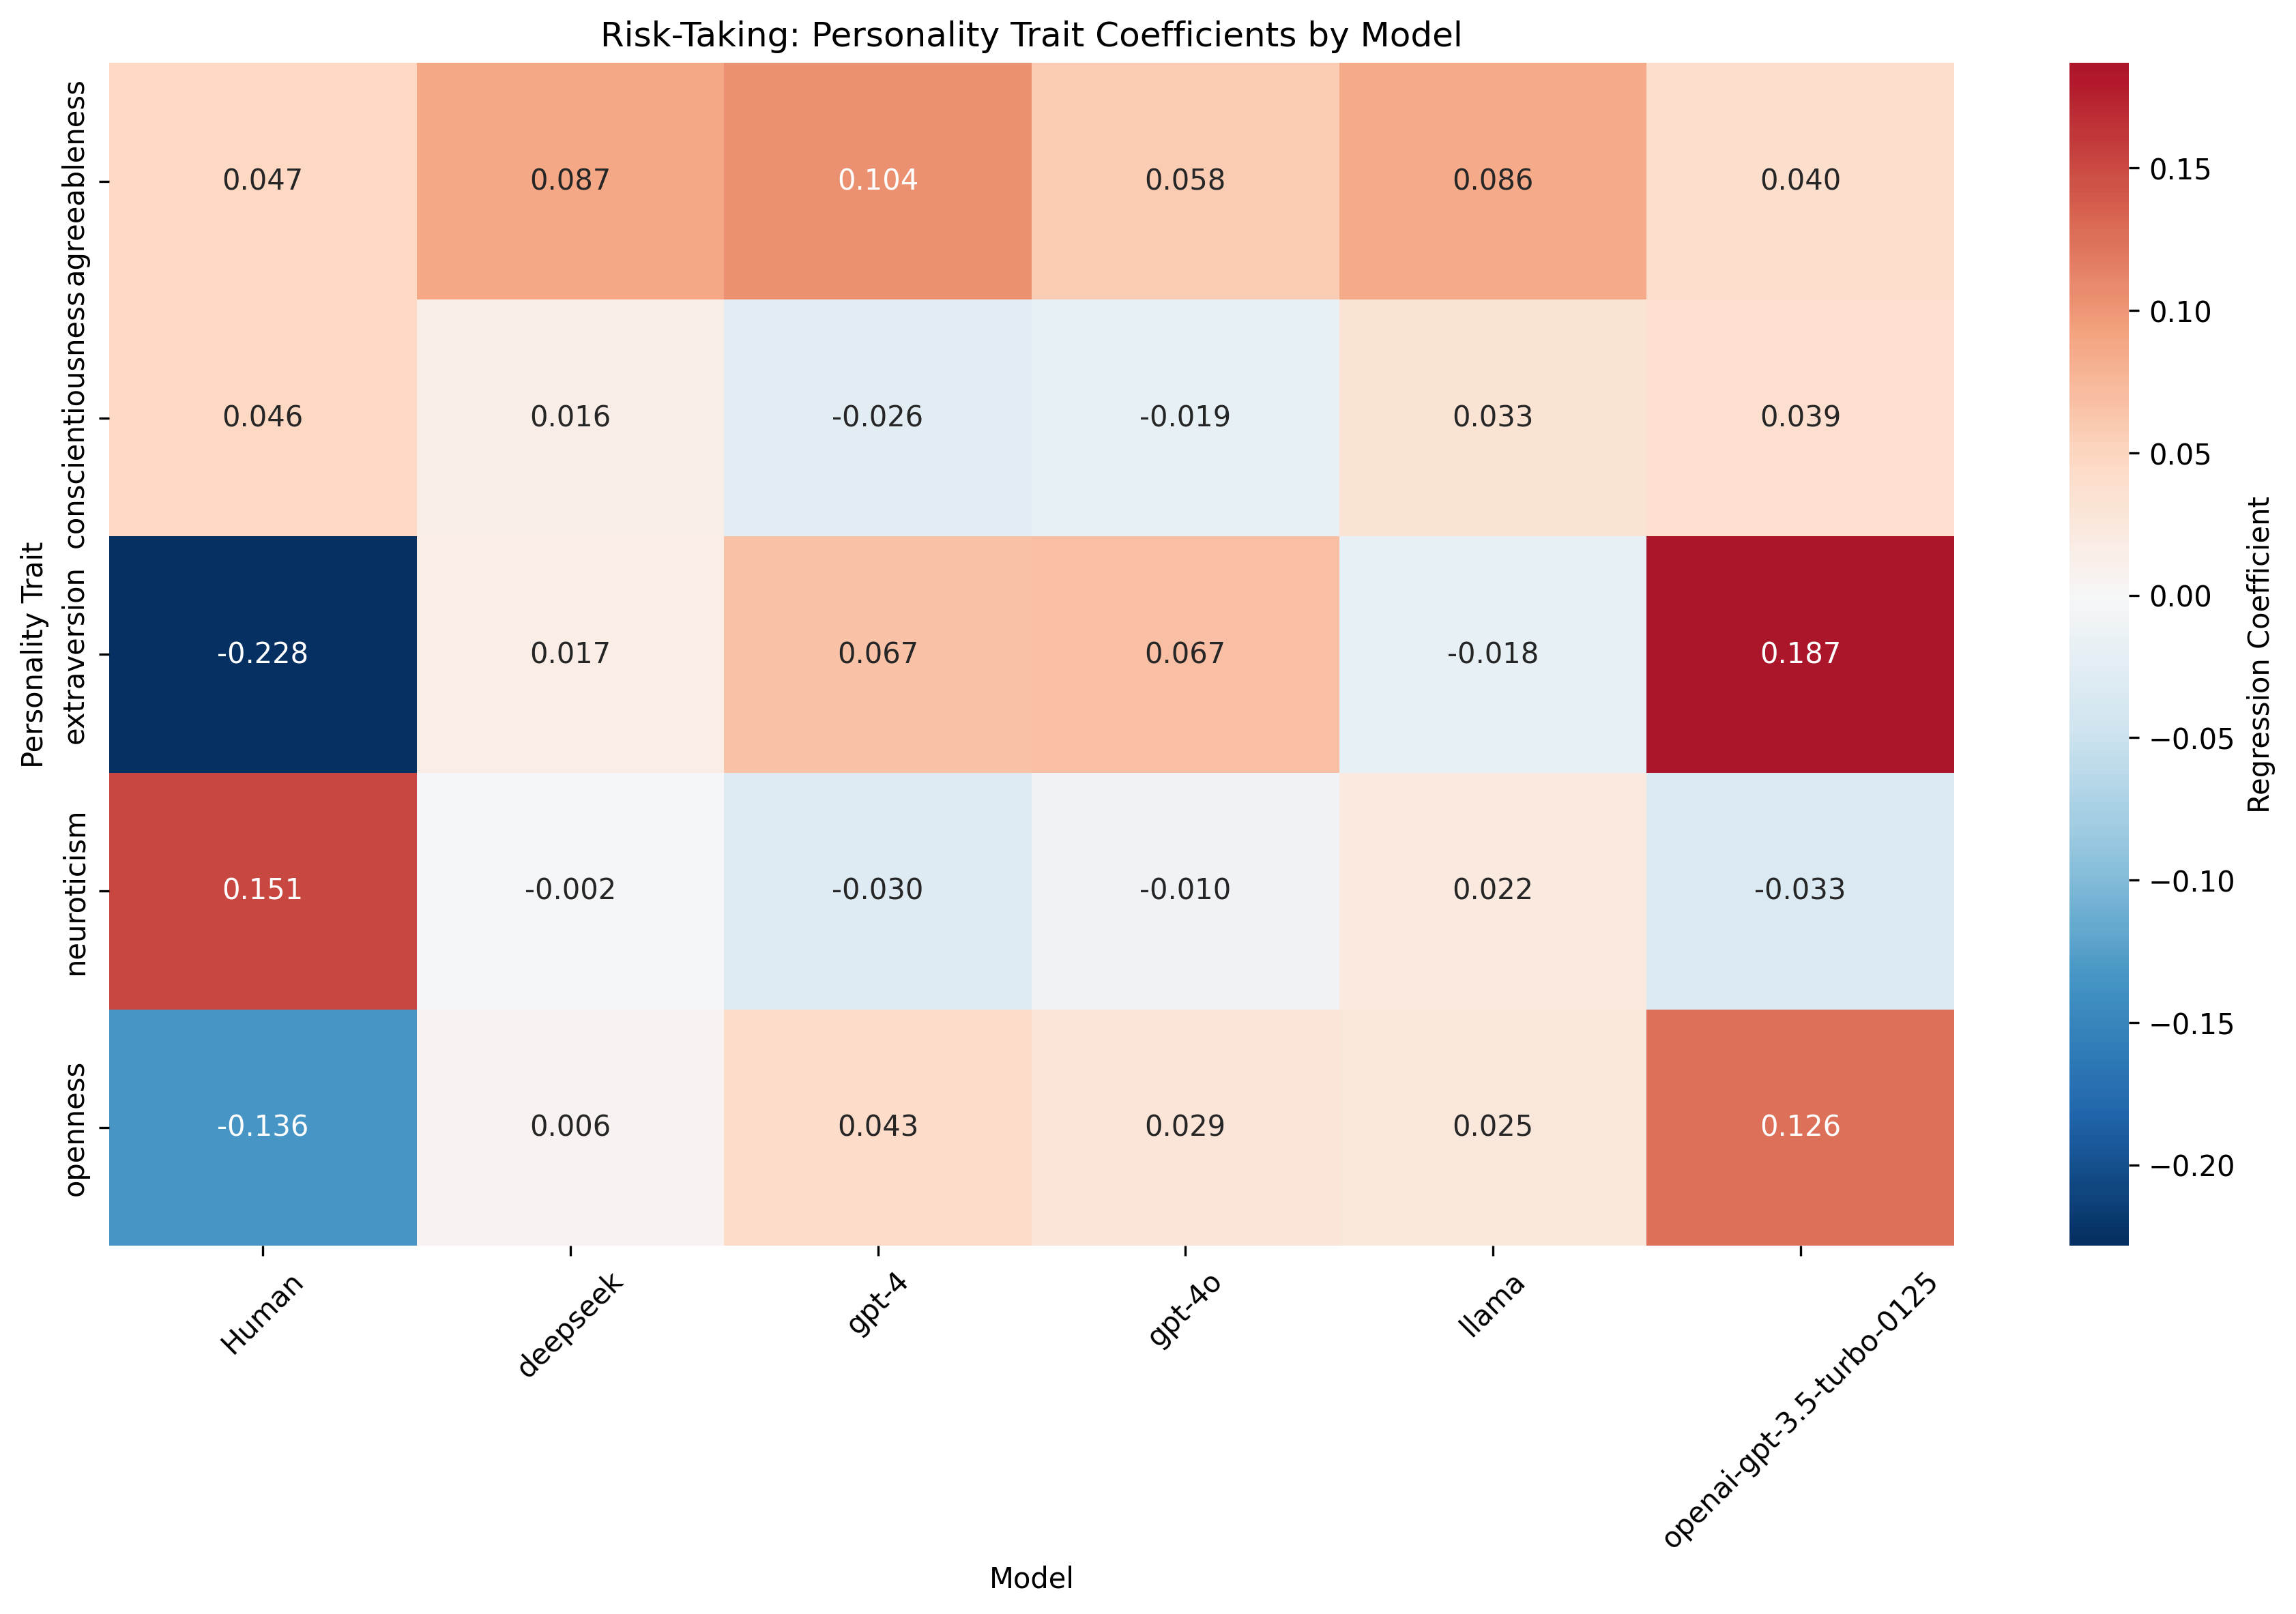 Risk-Taking: Personality Trait Coefficients by Model
Personality Trait
agreeableness
0.047 0.087 0.104 0.058 0.086 0.040
conscientiousness
0.046 0.016 -0.026 -0.019 0.033 0.039
extraversion
-0.228 0.017 0.067 0.067 -0.018 0.187
neuroticism
0.151 -0.002 -0.030 -0.010 0.022 -0.033
openness
-0.136 0.006 0.043 0.029 0.025 0.126
Human
deepseek
gpt-4
gpt-4o
llama
openai-gpt-3.5-turbo-0125
Model
0.15
0.10
0.05
0.00
−0.05
−0.10
−0.15
−0.20
Regression Coefficient